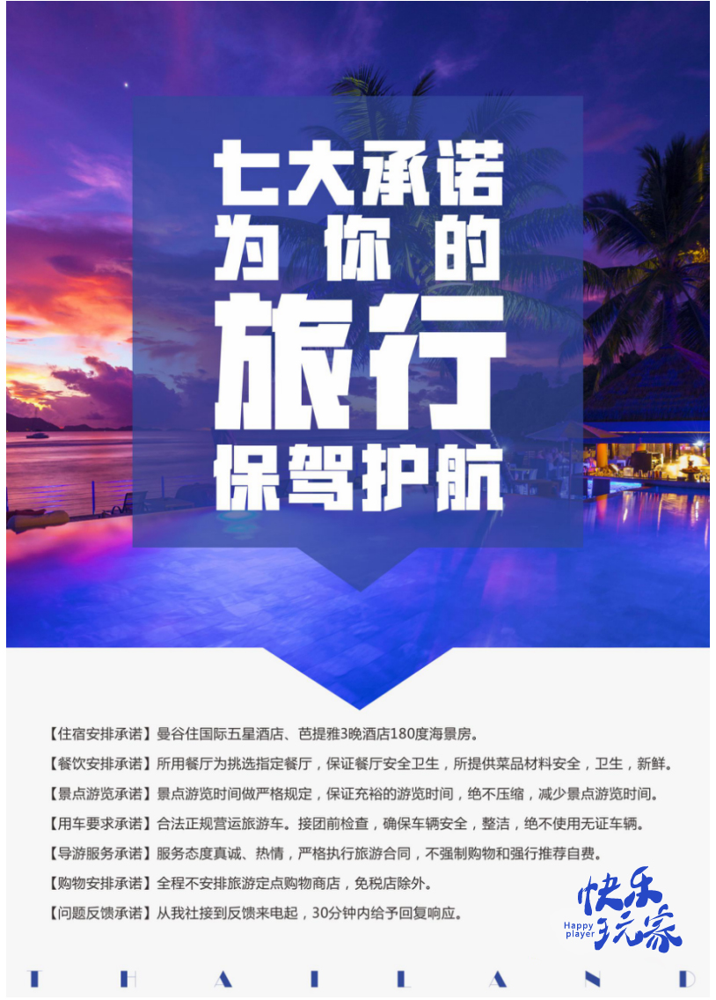 七大承诺
为你的
旅行
保驾护航
【住宿安排承诺】曼谷住国际五星酒店、芭提雅3晚酒店180度海景房。
【餐饮安排承诺】所用餐厅为挑选指定餐厅，保证餐厅安全卫生，所提供菜品材料安全，卫生，新鲜。
【景点游览承诺】景点游览时间做严格规定，保证充裕的游览时间，绝不压缩，减少景点游览时间。
【用车要求承诺】合法正规营运旅游车。接团前检查，确保车辆安全，整洁，绝不使用无证车辆。
【导游服务承诺】服务态度真诚、热情，严格执行旅游合同，不强制购物和强行推荐自费。
【购物安排承诺】全程不安排旅游定点购物商店，免税店除外。
【问题反馈承诺】从我社接到反馈来电起，30分钟内给予回复响应。
快乐
Happy
player
玩家
THAILAND